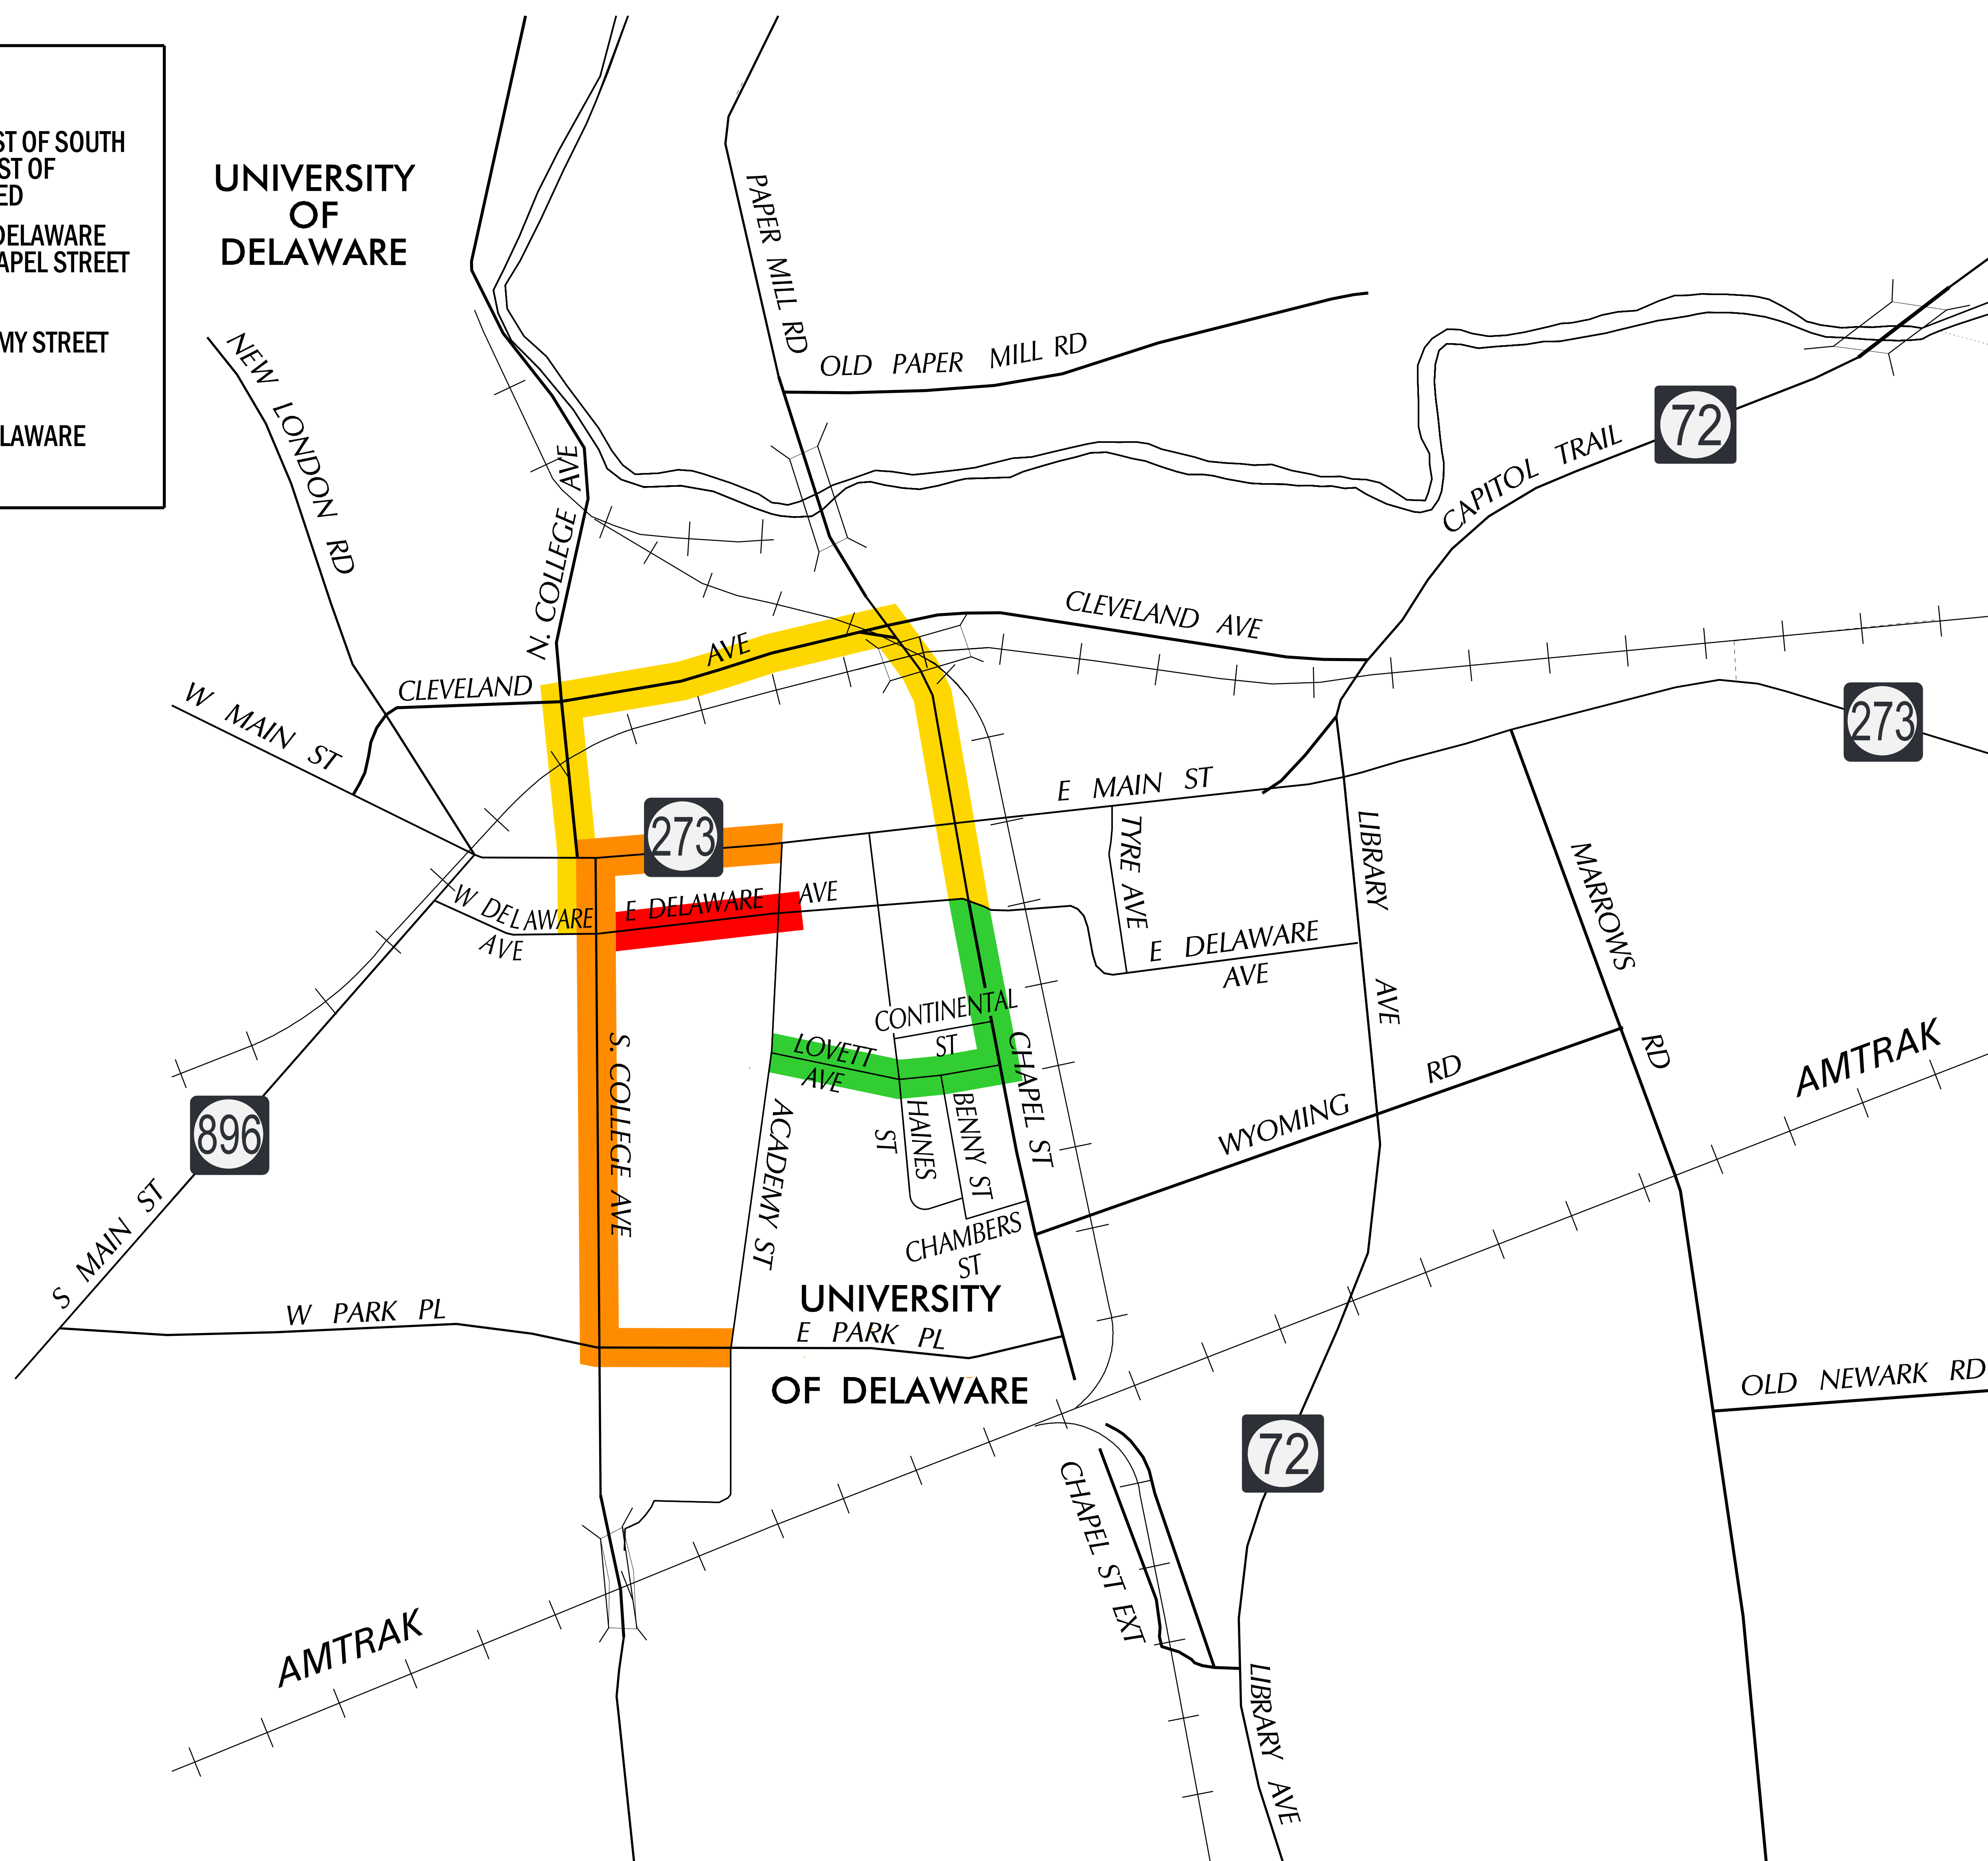 ST OF SOUTH
ST OF
ED
DELAWARE
APEL STREET
MY STREET
LAWARE
UNIVERSITY
OF
DELAWARE
PAPER MILL RD
OLD PAPER MILL RD
NEW LONDON RD
N. COLLEGE AVE
CAPITOL TRAIL
72
CLEVELAND AVE
CLEVELAND AVE
W MAIN ST
273
273
E MAIN ST
TYRE AVE
LIBRARY AVE
MARROWS RD
W DELAWARE
AVE
E DELAWARE AVE
E DELAWARE
AVE
CONTINENTAL
ST
LOVETT
AVE
S. COLLEGE AVE
ACADEMY ST
HAINES
ST
BENNY ST
CHAPEL ST
CHAMBERS
ST
WYOMING RD
AMTRAK
896
S MAIN ST
W PARK PL
UNIVERSITY
E PARK PL
OF DELAWARE
OLD NEWARK RD
72
CHAPEL ST EXT
AMTRAK
LIBRARY AVE